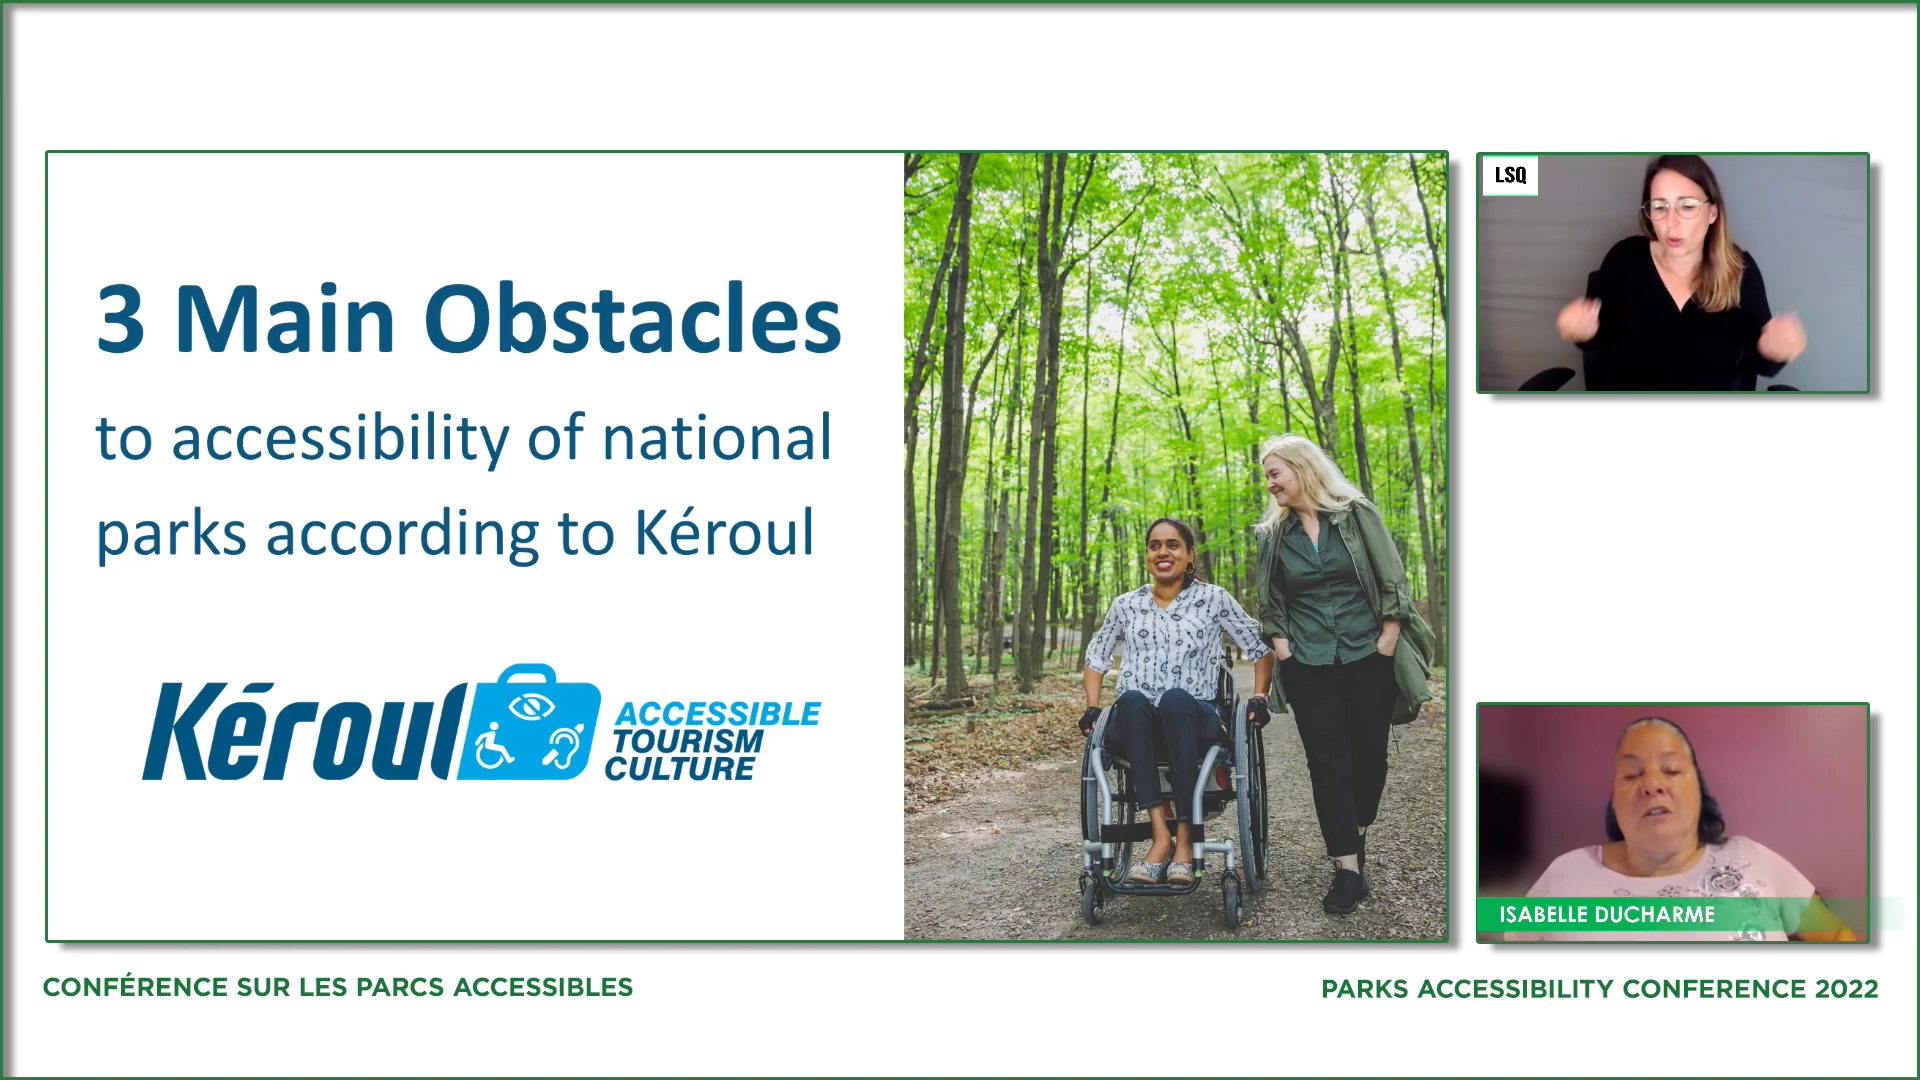 3 Main Obstacles
to accessibility of national
parks according to Kéroul
Kéroul
ACCESSIBLE
TOURISM
CULTURE
LSQ
ISABELLE DUCHARME
CONFÉRENCE SUR LES PARCS ACCESSIBLES
PARKS ACCESSIBILITY CONFERENCE 2022